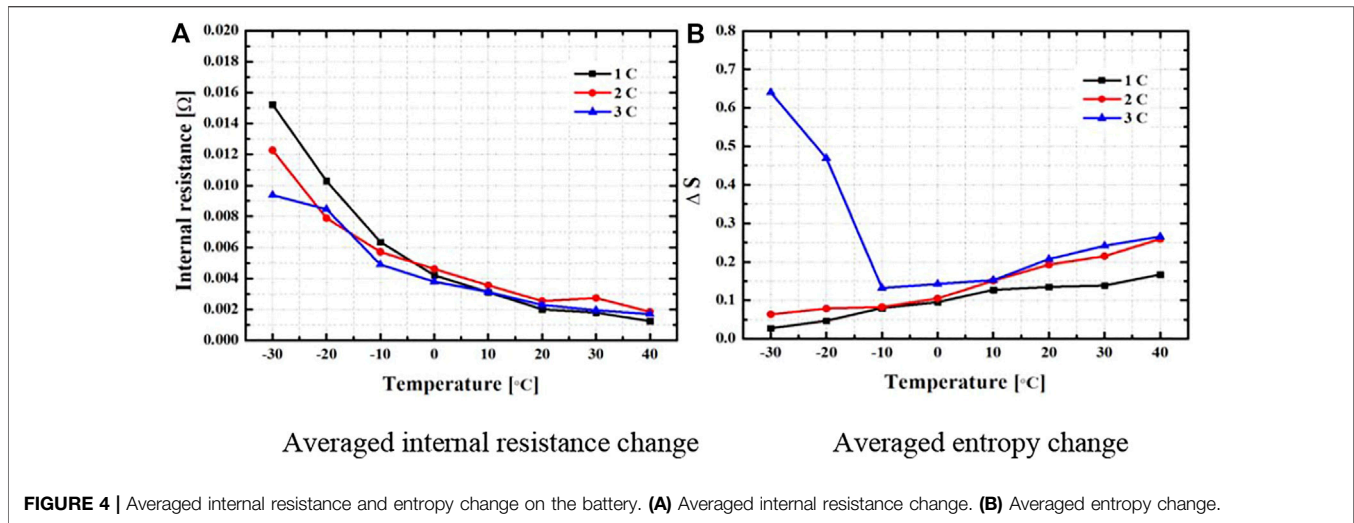 A
Internal resistance [Ω]
0.020
0.018
0.016
0.014
0.012
0.010
0.008
0.006
0.004
0.002
0.000
1 C
2 C
3 C
-30 -20 -10 0 10 20 30 40
Temperature [°C]
Averaged internal resistance change
B
Δ S
0.8
0.7
0.6
0.5
0.4
0.3
0.2
0.1
0.0
1 C
2 C
3 C
-30 -20 -10 0 10 20 30 40
Temperature [°C]
Averaged entropy change
FIGURE 4 | Averaged internal resistance and entropy change on the battery. (A) Averaged internal resistance change. (B) Averaged entropy change.